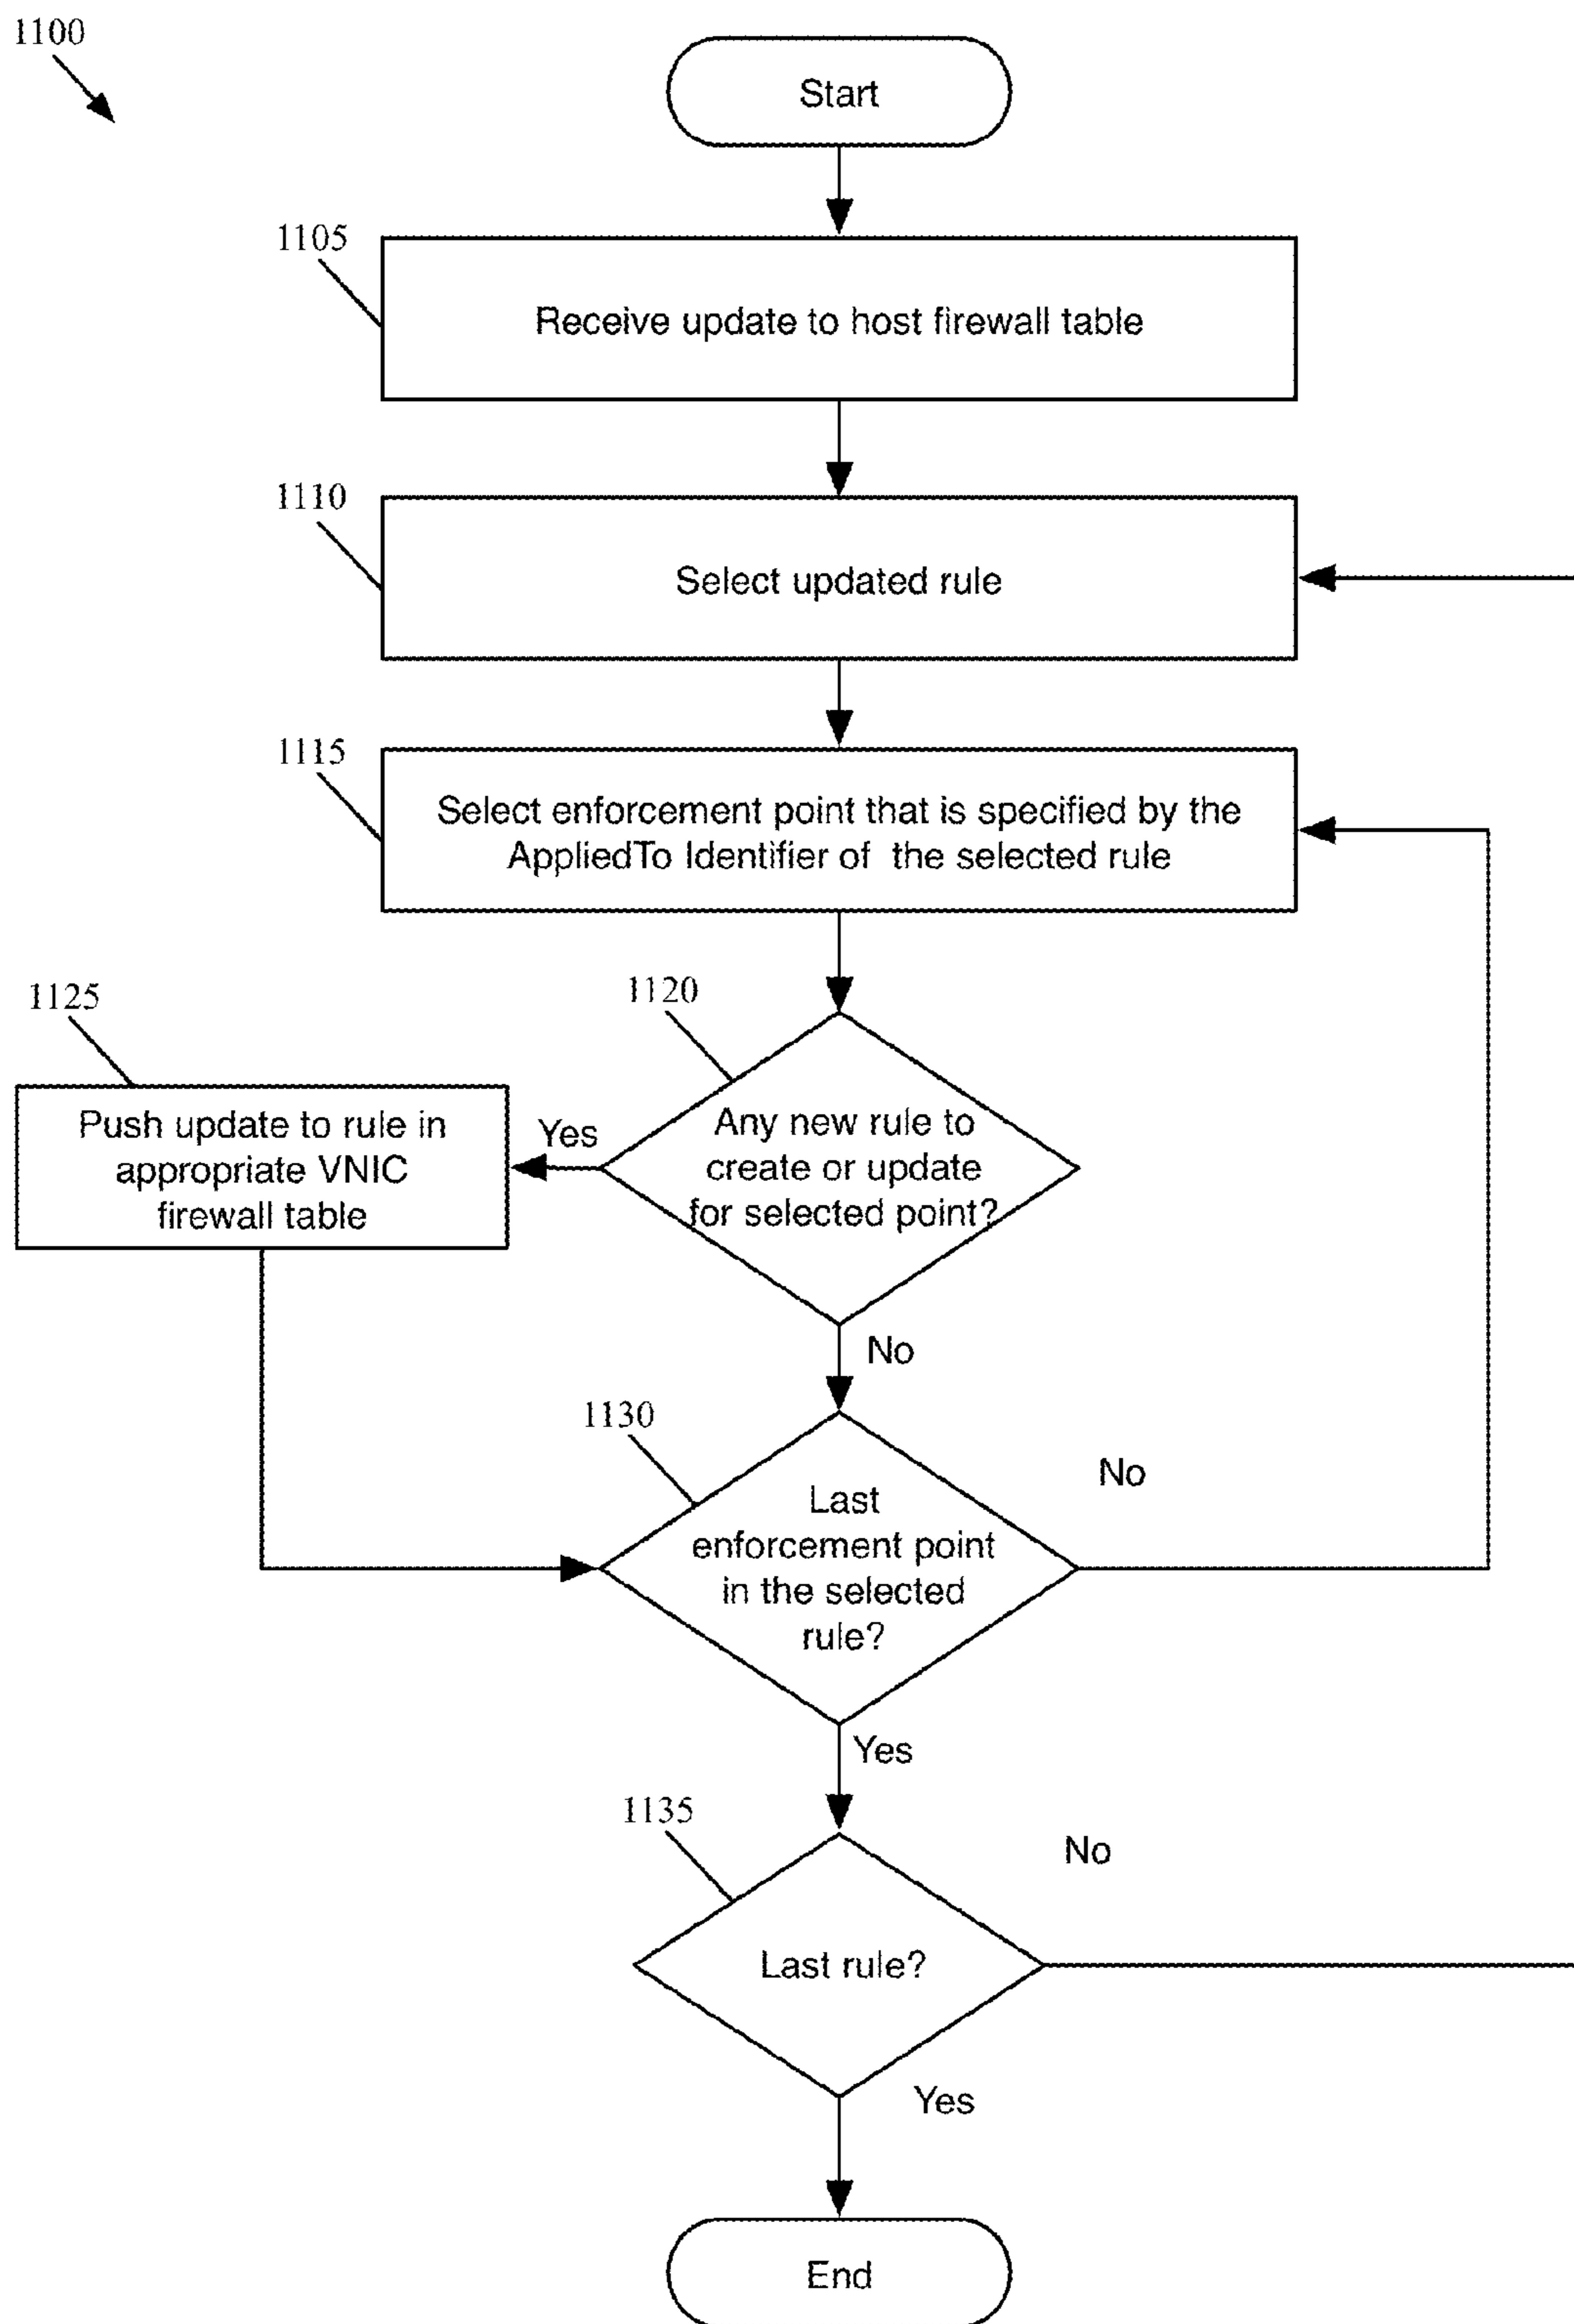 1100
Start
1105
Receive update to host firewall table
1110
Select updated rule
1115
Select enforcement point that is specified by the
AppliedTo Identifier of the selected rule
1120
1125
Any new rule to
create or update
for selected point?
Yes
Push update to rule in
appropriate VNIC
firewall table
No
1130
Last
enforcement point
in the selected
rule?
No
Yes
1135
Last rule?
No
Yes
End